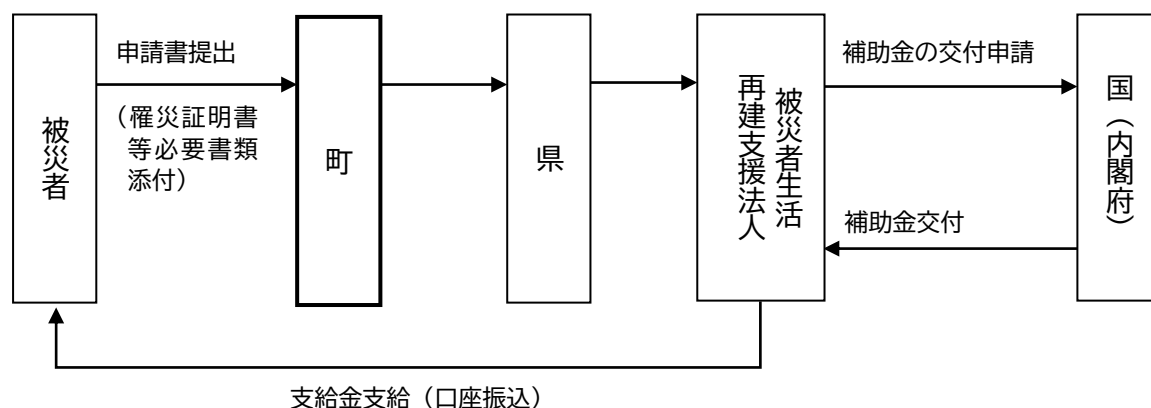 被災者
申請書提出
（罹災証明書
等必要書類
添付）
町
県
被災者生活
再建支援法人
補助金の交付申請
補助金交付
国（内閣府）
支給金支給（口座振込）